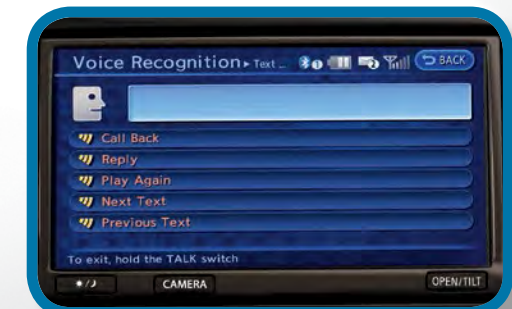 Voice Recognition ▸ Text … BACK
Call Back
Reply
Play Again
Next Text
Previous Text
To exit, hold the TALK switch
CAMERA OPEN/TILT